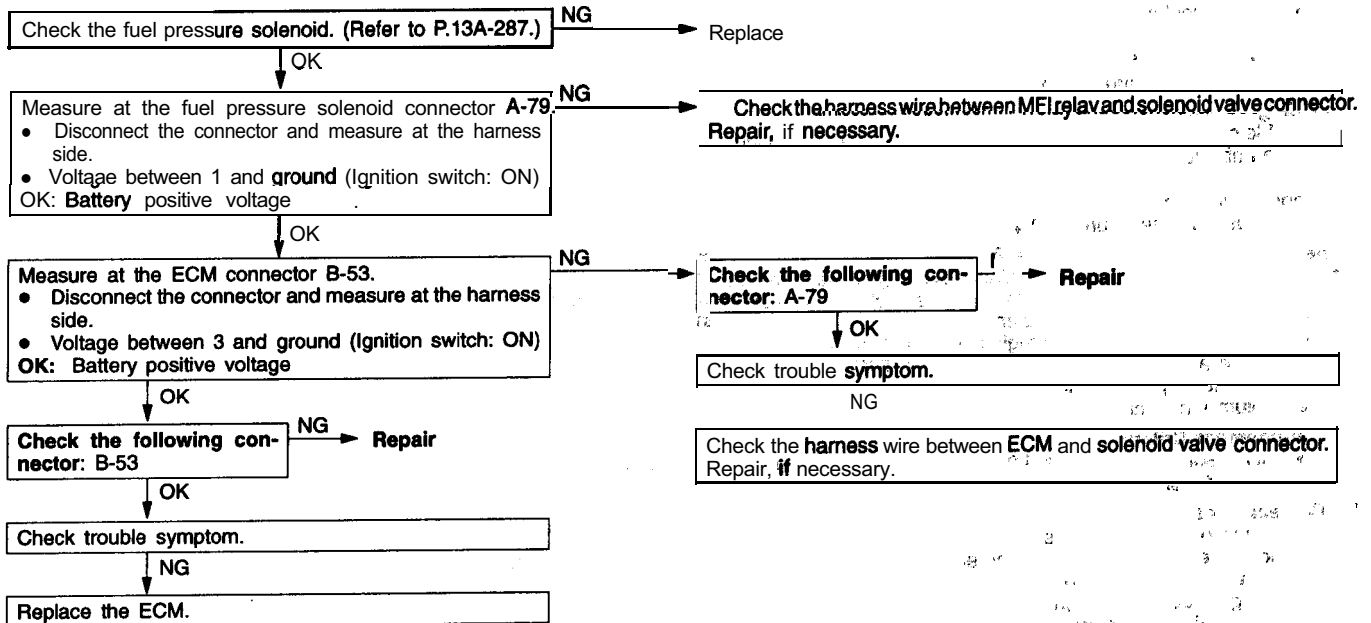 Check the fuel pressure solenoid. (Refer to P.13A-287.)
NG
Replace
OK
Measure at the fuel pressure solenoid connector A-79.
● Disconnect the connector and measure at the harness
side.
● Voltage between 1 and ground (Ignition switch: ON)
OK: Battery positive voltage
NG
Check the harness wire between MFI relay and solenoid valve connector.
Repair, if necessary.
OK
Measure at the ECM connector B-53.
● Disconnect the connector and measure at the harness
side.
● Voltage between 3 and ground (Ignition switch: ON)
OK: Battery positive voltage
NG
Check the following con-
nector: A-79
Repair
OK
Check trouble symptom.
NG
Check the harness wire between ECM and solenoid valve connector.
Repair, if necessary.
OK
Check the following con-
nector: B-53
NG
Repair
OK
Check trouble symptom.
NG
Replace the ECM.